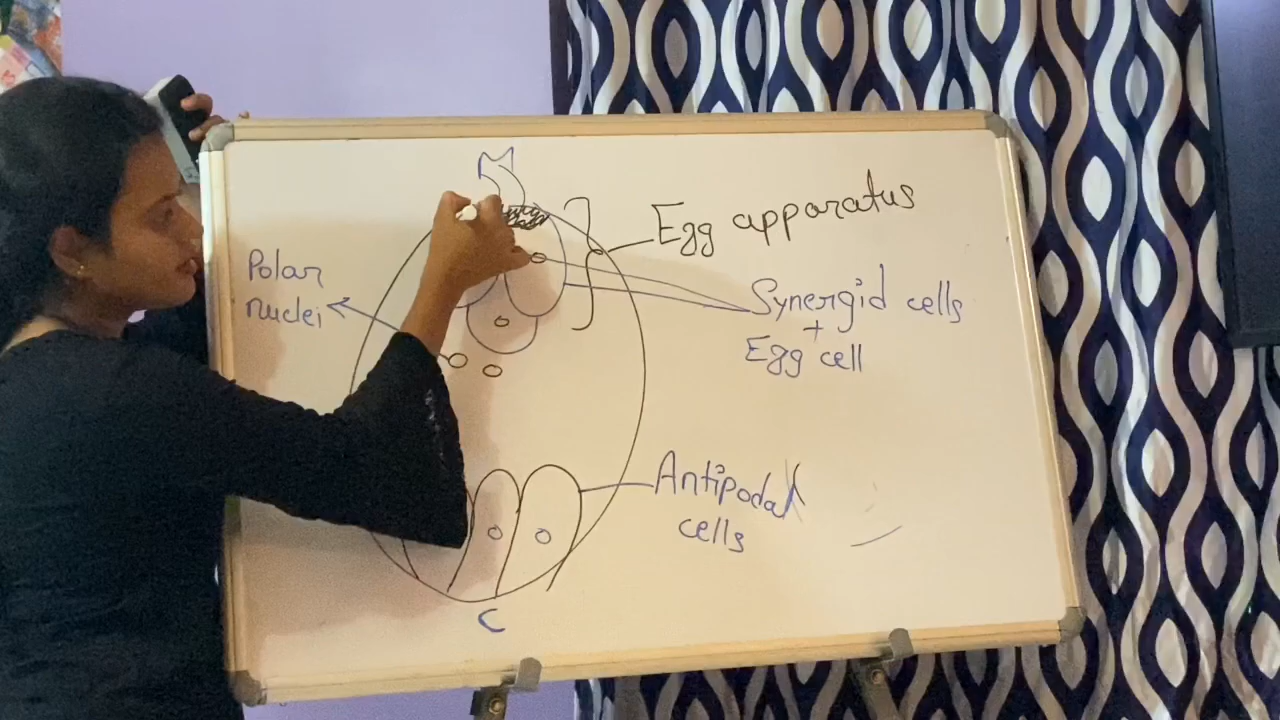 Egg apparatus
Polar
nuclei
Synergid cells
+
Egg cell
Antipodal
cells
C